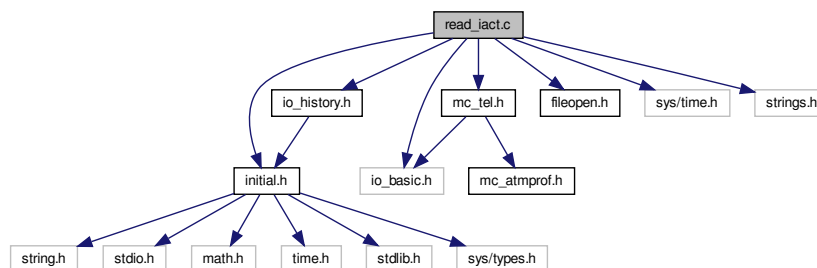 read_iact.c
io_history.h
mc_tel.h
fileopen.h
sys/time.h
strings.h
initial.h
io_basic.h
mc_atmprof.h
string.h
stdio.h
math.h
time.h
stdlib.h
sys/types.h